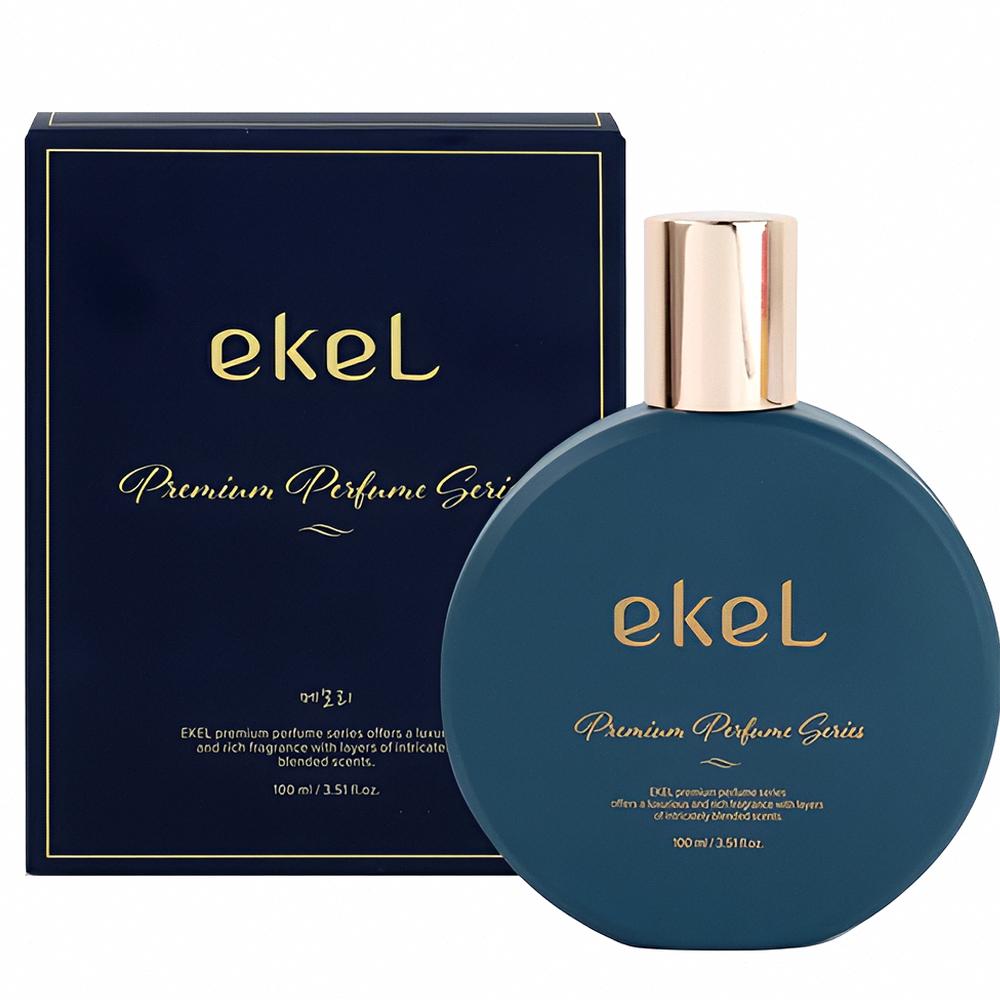 ekeL
Premium Perfume Seri
메모리
EKEL premium perfume series offers a luxur
and rich fragrance with layers of intricate
blended scents.
100 ml / 3.51 fl.oz.
ekeL
Premium Perfume Series
EKEL premium perfume series
offers a luxurious and rich fragrance with layers
of intricately blended scents.
100 ml / 3.51 fl.oz.